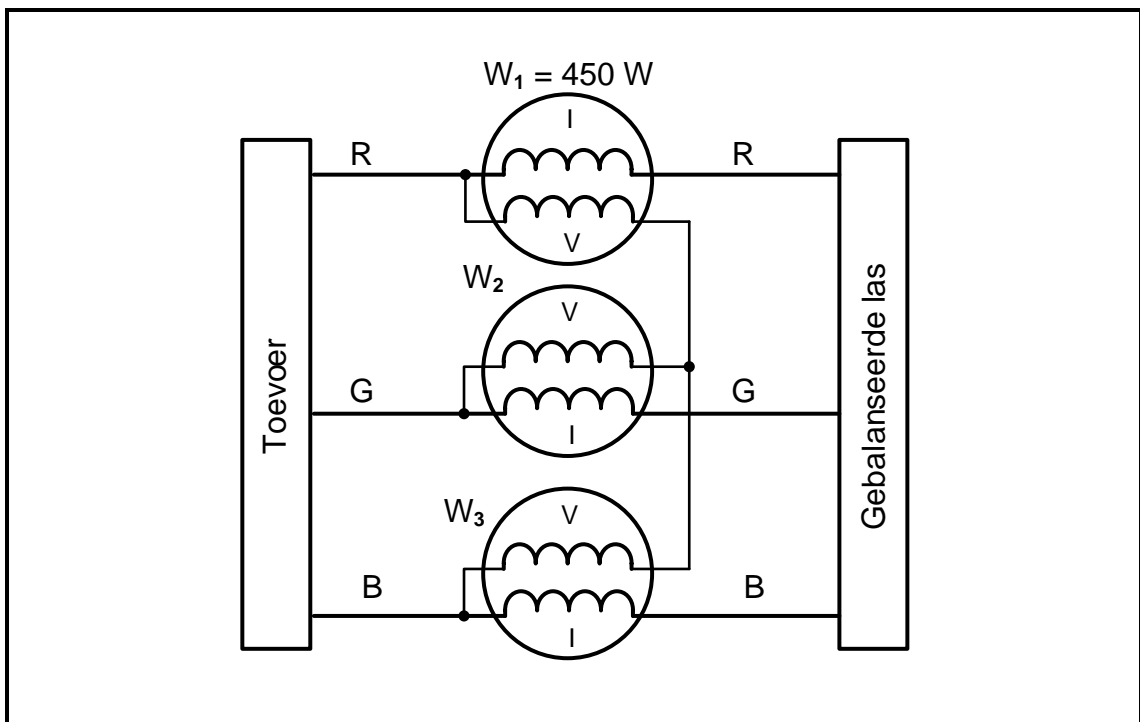 W₁ = 450 W
I
R
R
V
W₂
V
G
G
I
W₃
V
B
B
I
Toevoer
Gebalanseerde las